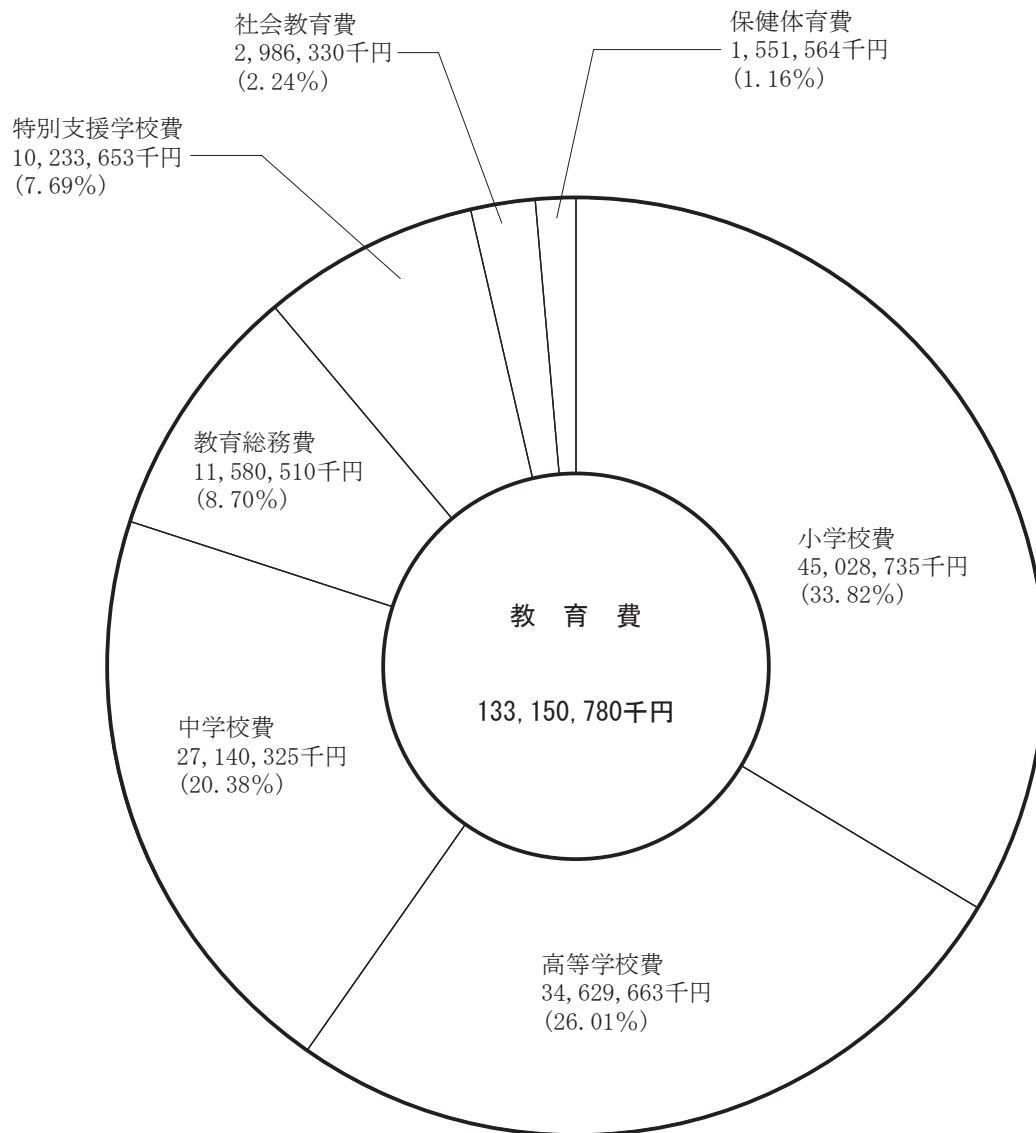 社会教育費
2,986,330千円
(2.24%)
保健体育費
1,551,564千円
(1.16%)
特別支援学校費
10,233,653千円
(7.69%)
教育総務費
11,580,510千円
(8.70%)
小学校費
45,028,735千円
(33.82%)
教 育 費
133,150,780千円
中学校費
27,140,325千円
(20.38%)
高等学校費
34,629,663千円
(26.01%)